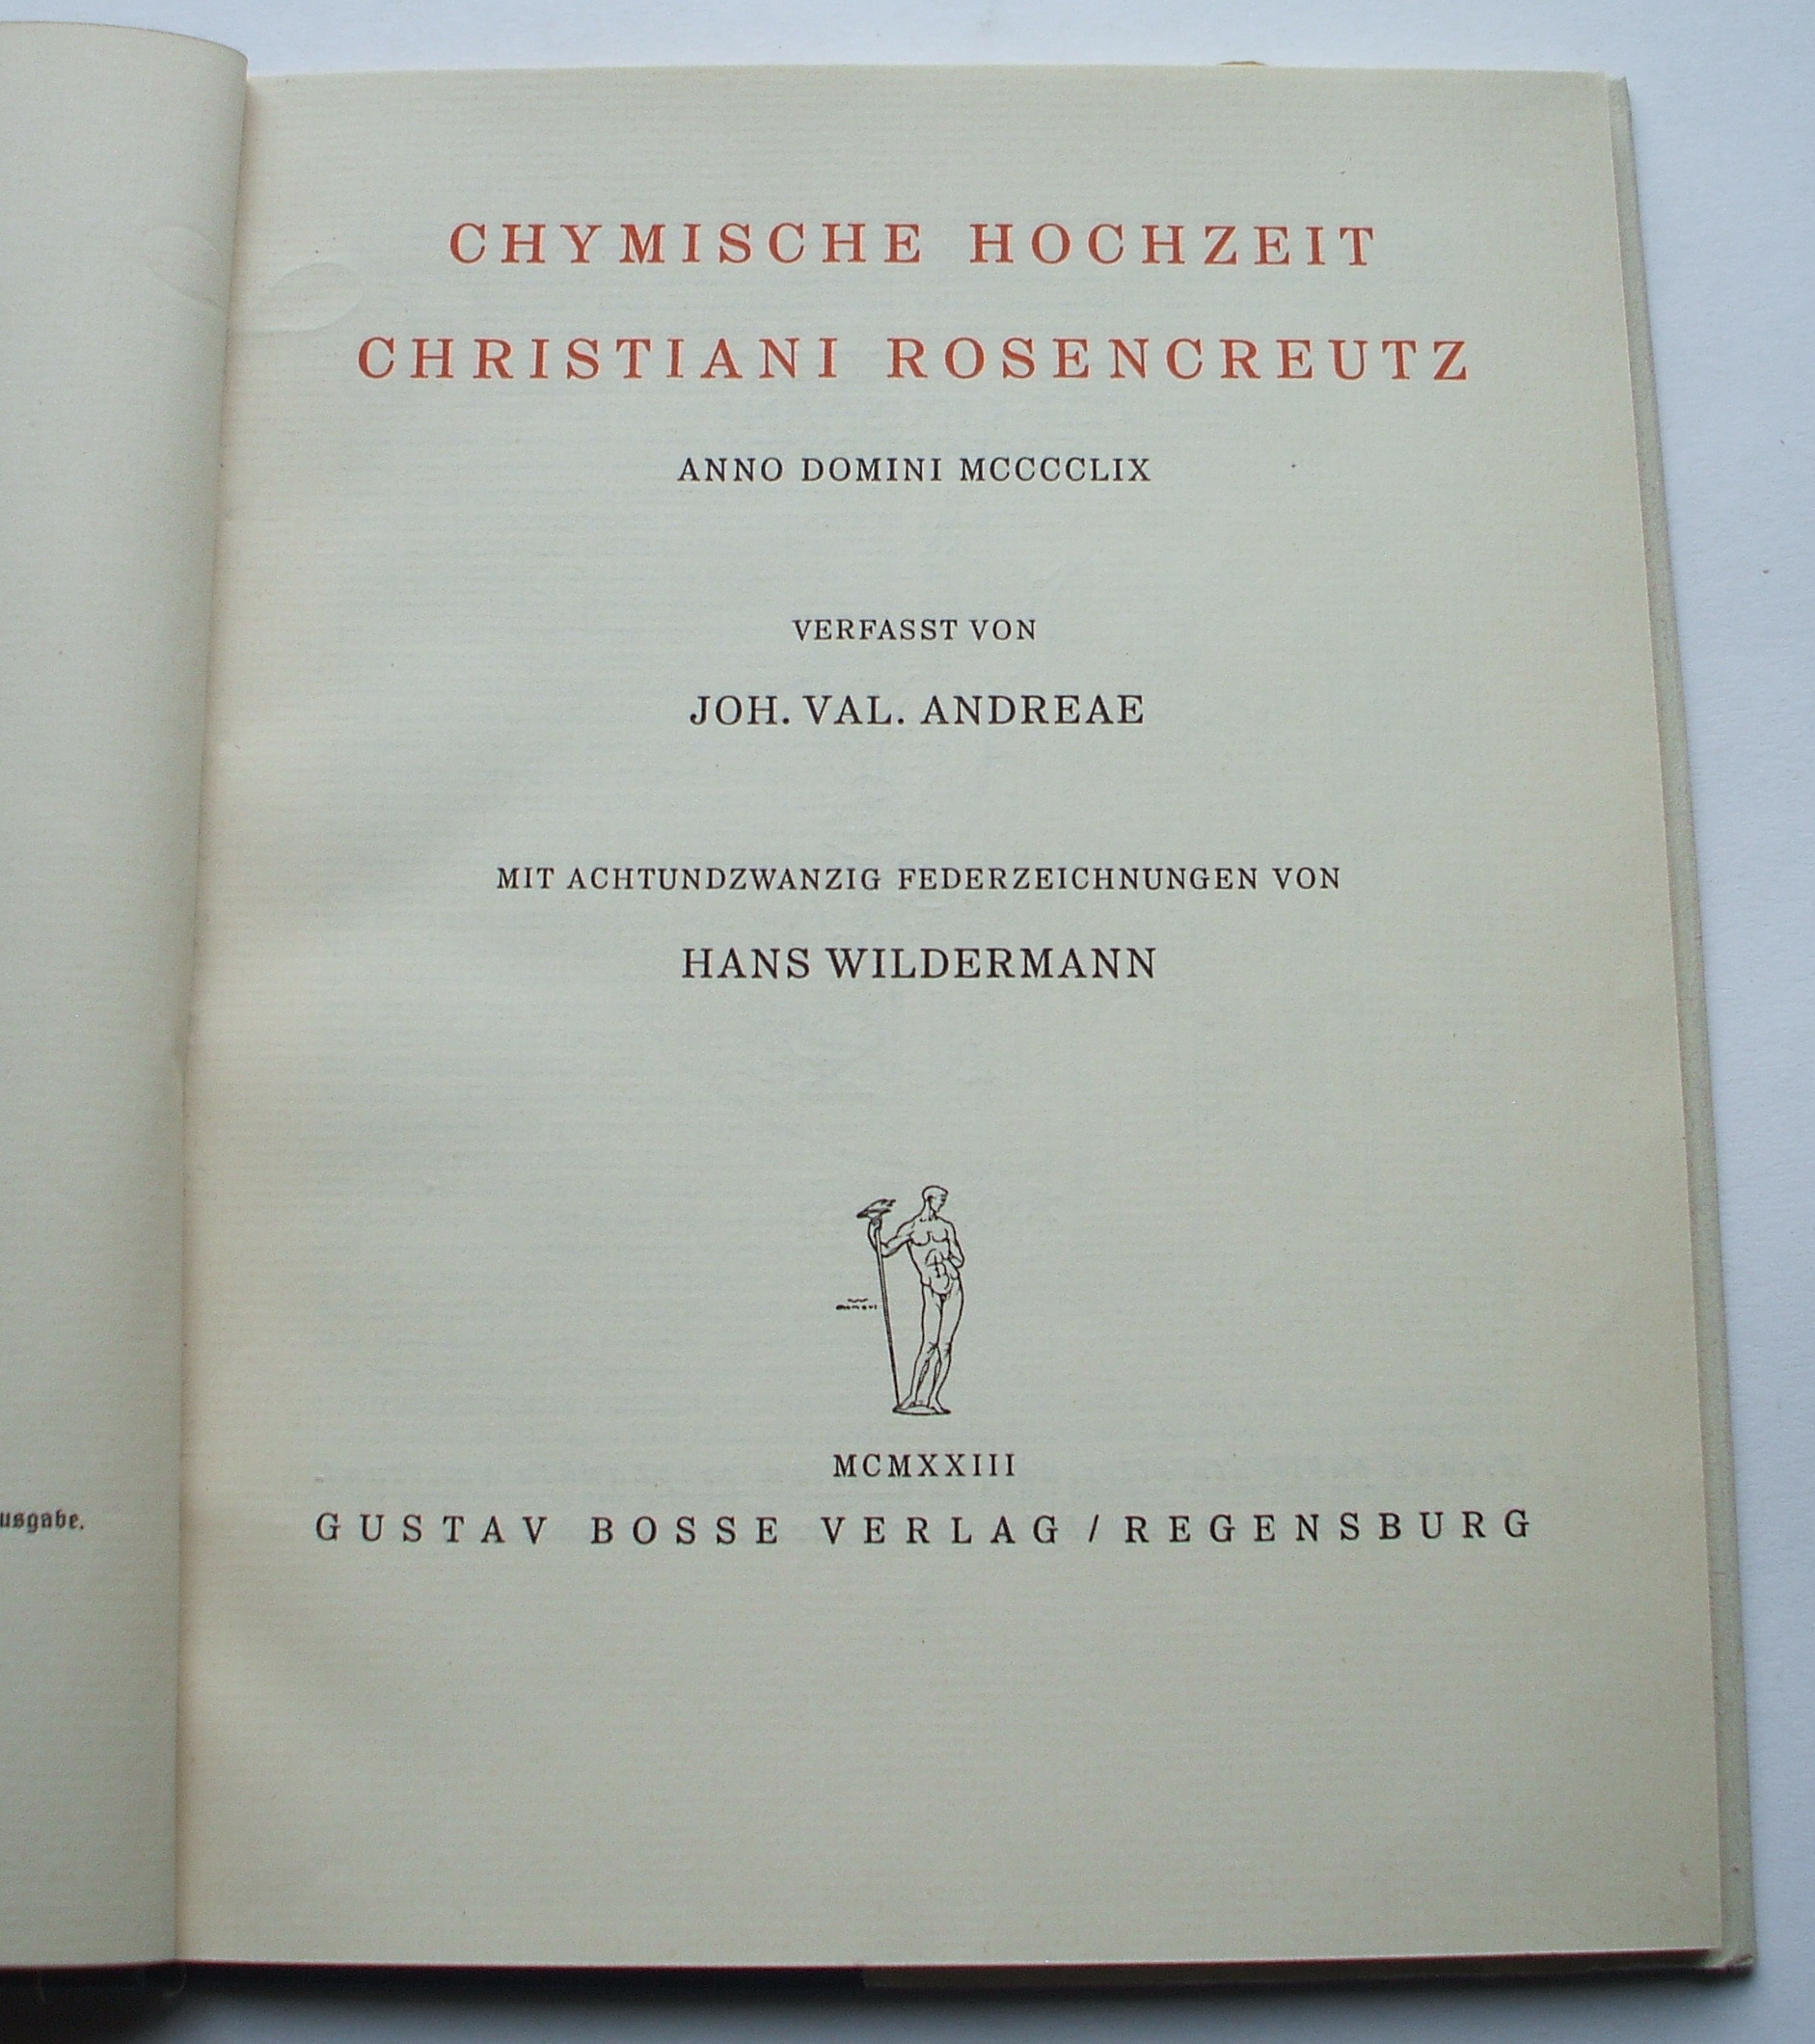 CHYMISCHE HOCHZEIT
CHRISTIANI ROSENCREUTZ
ANNO DOMINI MCCCCLIX
VERFASST VON
JOH. VAL. ANDREAE
MIT ACHTUNDZWANZIG FEDERZEICHNUNGEN VON
HANS WILDERMANN
MCMXXIII
GUSTAV BOSSE VERLAG / REGENSBURG
usgabe.